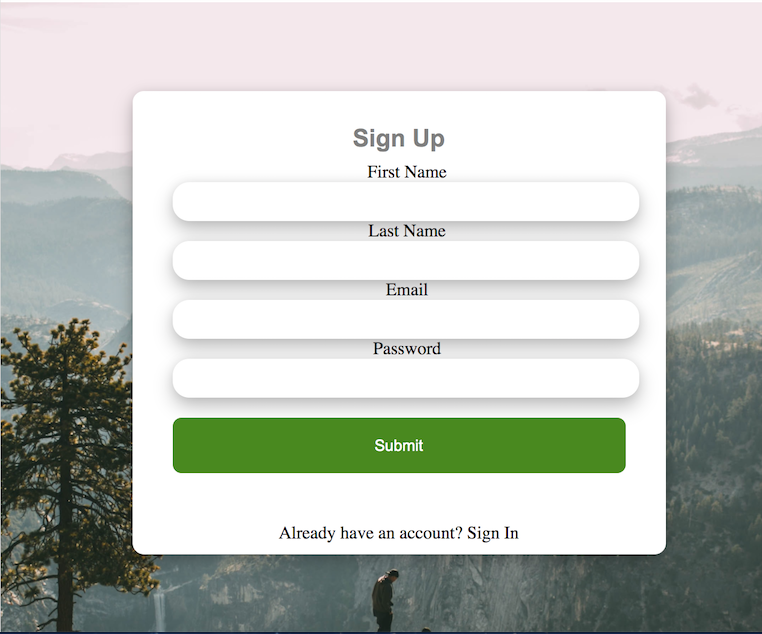 Sign Up
First Name
Last Name
Email
Password
Submit
Already have an account? Sign In